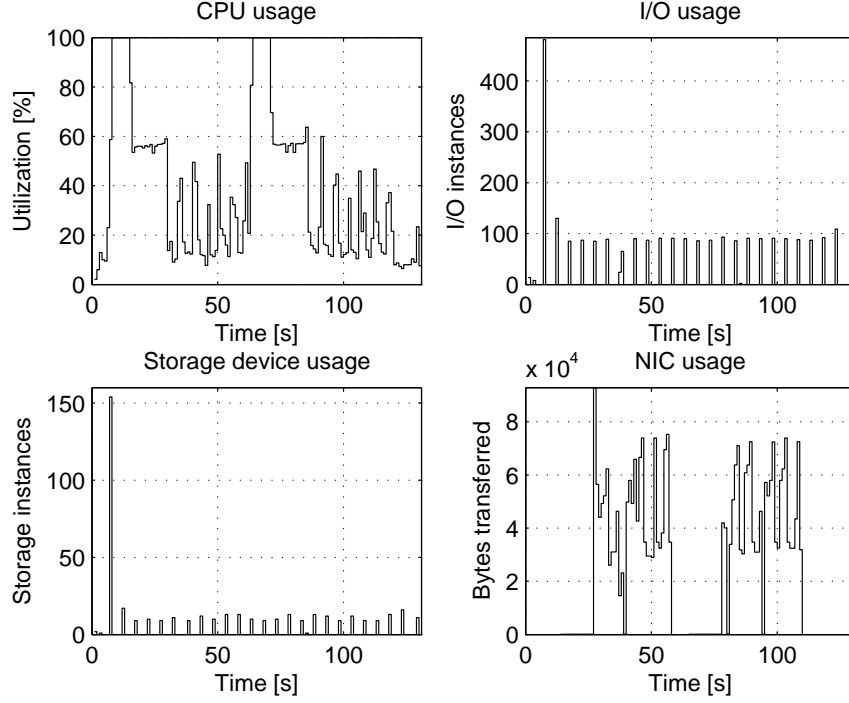 CPU usage
100
80
60
40
20
0
0 50 100
Utilization [%]
Time [s]
I/O usage
400
300
200
100
0
0 50 100
I/O instances
Time [s]
Storage device usage
150
100
50
0
0 50 100
Storage instances
Time [s]
NIC usage
x 10^4
8
6
4
2
0
0 50 100
Bytes transferred
Time [s]